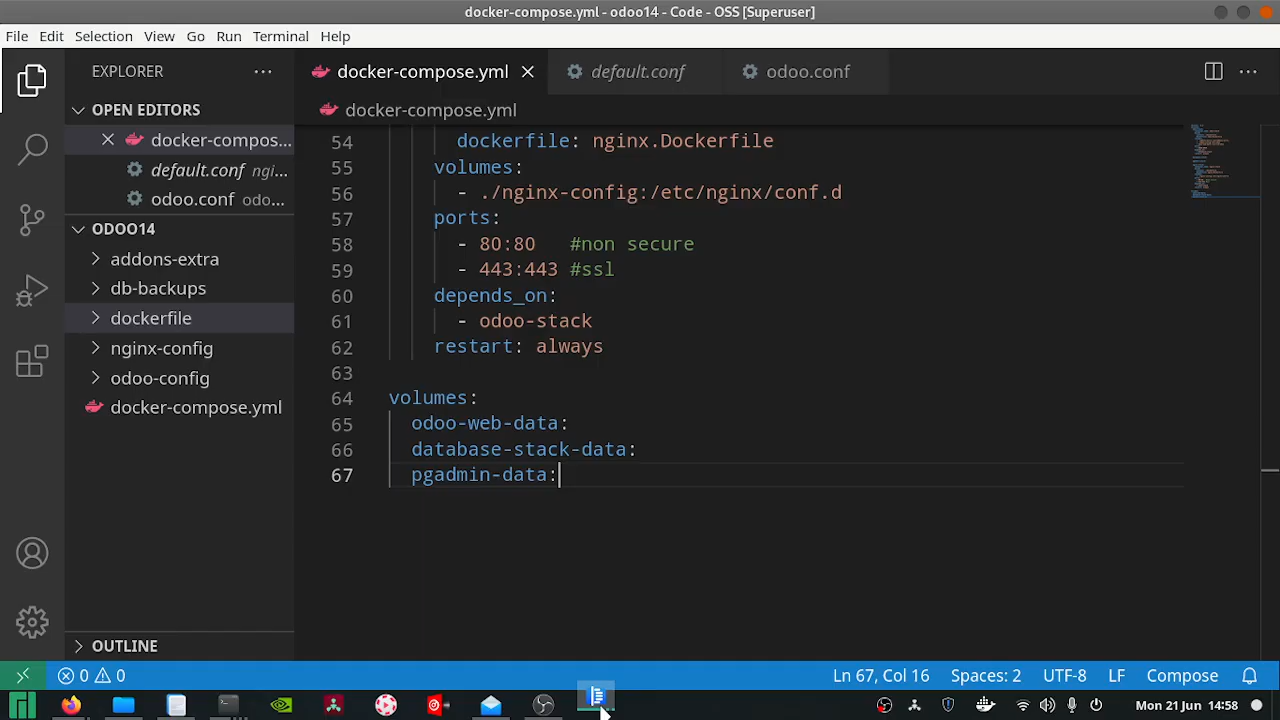 docker-compose.yml - odoo14 - Code - OSS [Superuser]
File Edit Selection View Go Run Terminal Help
EXPLORER
docker-compose.yml
default.conf
odoo.conf
OPEN EDITORS
docker-compos...
default.conf ngi...
odoo.conf odo...
ODOO14
addons-extra
db-backups
dockerfile
nginx-config
odoo-config
docker-compose.yml
OUTLINE
docker-compose.yml
54 dockerfile: nginx.Dockerfile
55 volumes:
56 - ./nginx-config:/etc/nginx/conf.d
57 ports:
58 - 80:80 #non secure
59 - 443:443 #ssl
60 depends_on:
61 - odoo-stack
62 restart: always
63
64 volumes:
65 odoo-web-data:
66 database-stack-data:
67 pgadmin-data:
0 0
Ln 67, Col 16 Spaces: 2 UTF-8 LF Compose
Mon 21 Jun 14:58